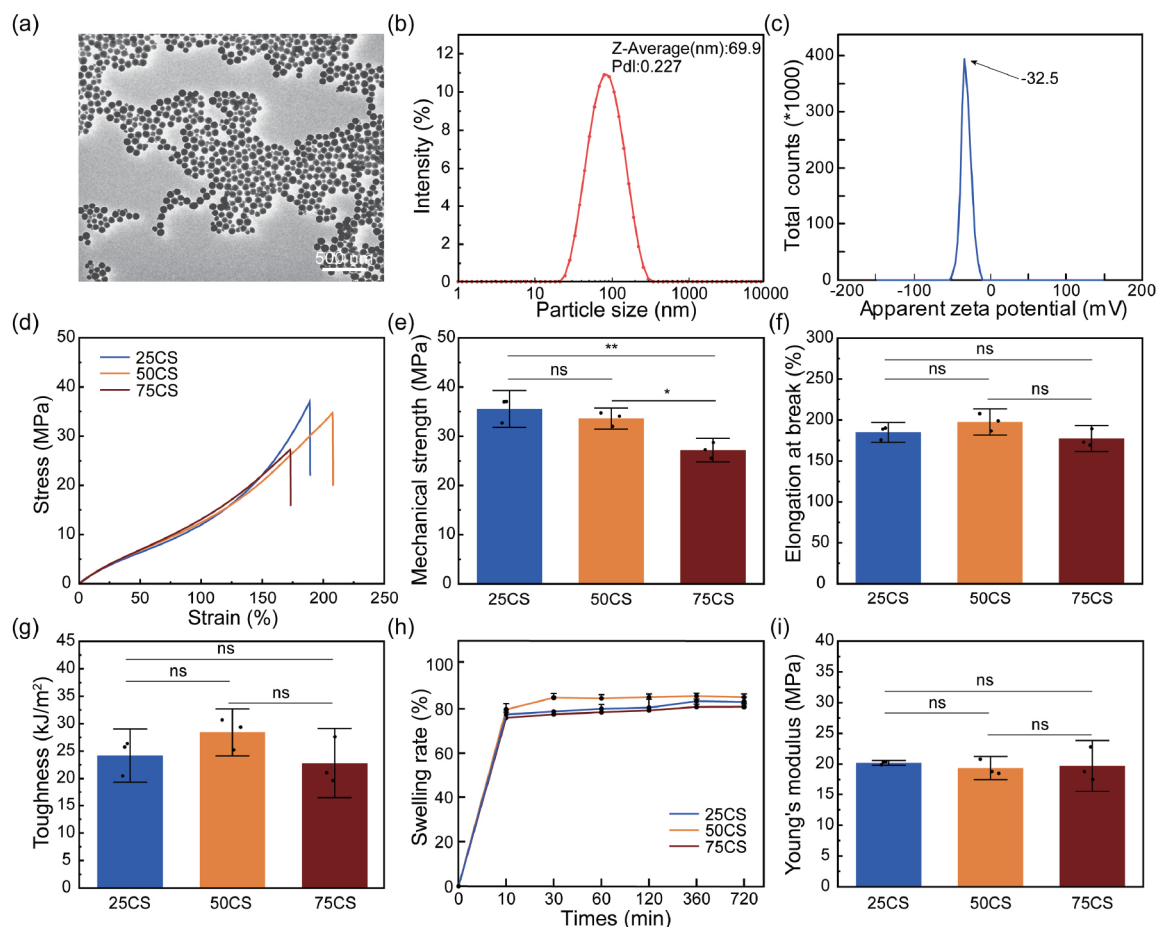 (a)
500 nm
(b)
Z-Average(nm):69.9
PdI:0.227
12
10
8
6
4
2
0
Intensity (%)
1
10
100
1000
10000
Particle size (nm)
(c)
-32.5
400
300
200
100
0
Total counts (*1000)
-200
-100
0
100
200
Apparent zeta potential (mV)
(d)
25CS
50CS
75CS
50
40
30
20
10
0
Stress (MPa)
0
50
100
150
200
250
Strain (%)
(e)
**
ns
*
50
40
30
20
10
0
Mechanical strength (MPa)
25CS
50CS
75CS
(f)
ns
ns
ns
300
250
200
150
100
50
0
Elongation at break (%)
25CS
50CS
75CS
(g)
ns
ns
ns
45
40
35
30
25
20
15
10
5
0
Toughness (kJ/m²)
25CS
50CS
75CS
(h)
100
80
60
40
80
0
Swelling rate (%)
25CS
50CS
75CS
0
10
30
60
120
360
720
Times (min)
(i)
ns
ns
ns
40
35
30
25
20
15
10
5
0
Young's modulus (MPa)
25CS
50CS
75CS